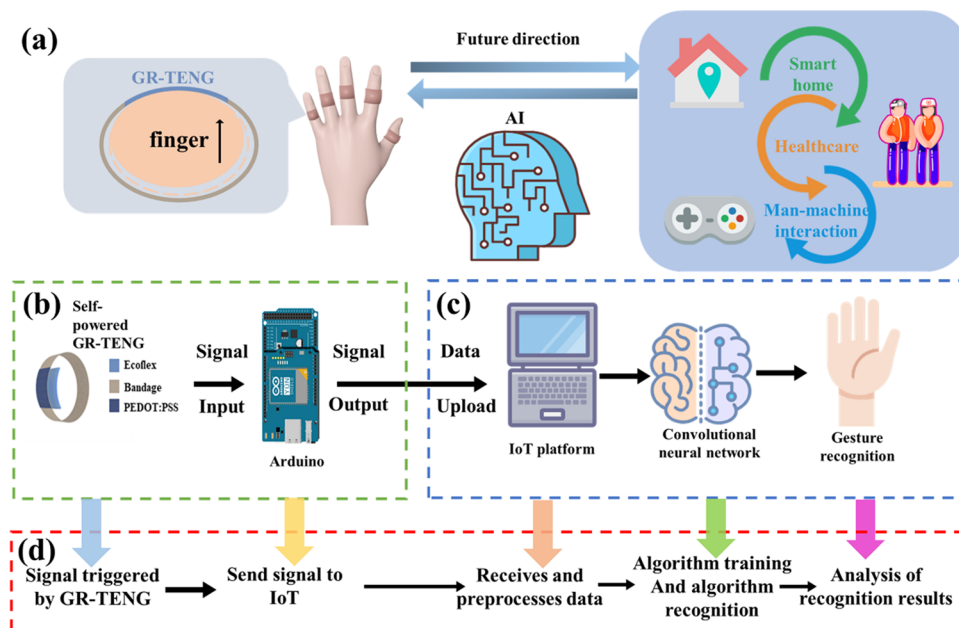 (a)
GR-TENG
finger
Future direction
AI
Smart
home
Healthcare
Man-machine
interaction
(b)
Self-
powered
GR-TENG
Ecoflex
Bandage
PEDOT:PSS
Signal
Input
Arduino
Signal
Output
(c)
Data
Upload
IoT platform
Convolutional
neural network
Gesture
recognition
(d)
Signal triggered
by GR-TENG
Send signal to
IoT
Receives and
preprocesses data
Algorithm training
And algorithm
recognition
Analysis of
recognition results